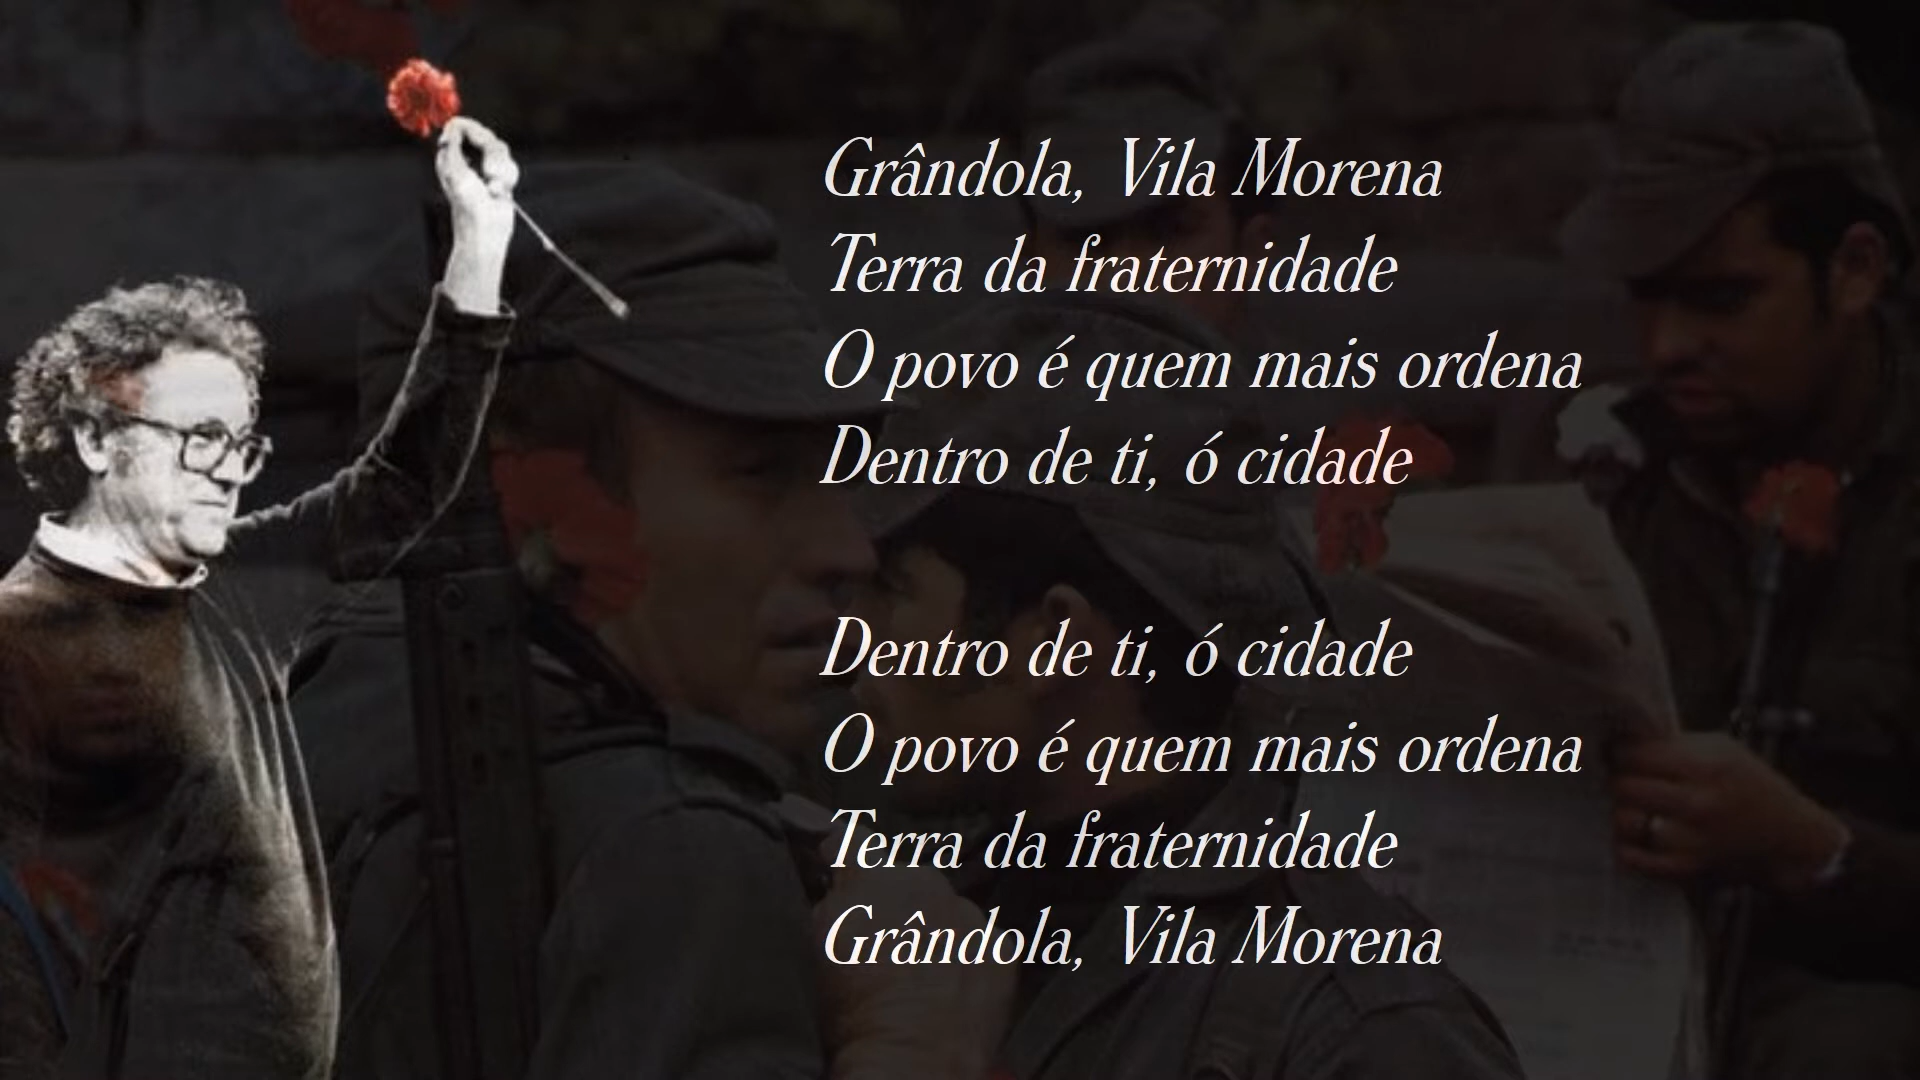 Grândola, Vila Morena
Terra da fraternidade
O povo é quem mais ordena
Dentro de ti, ó cidade
Dentro de ti, ó cidade
O povo é quem mais ordena
Terra da fraternidade
Grândola, Vila Morena